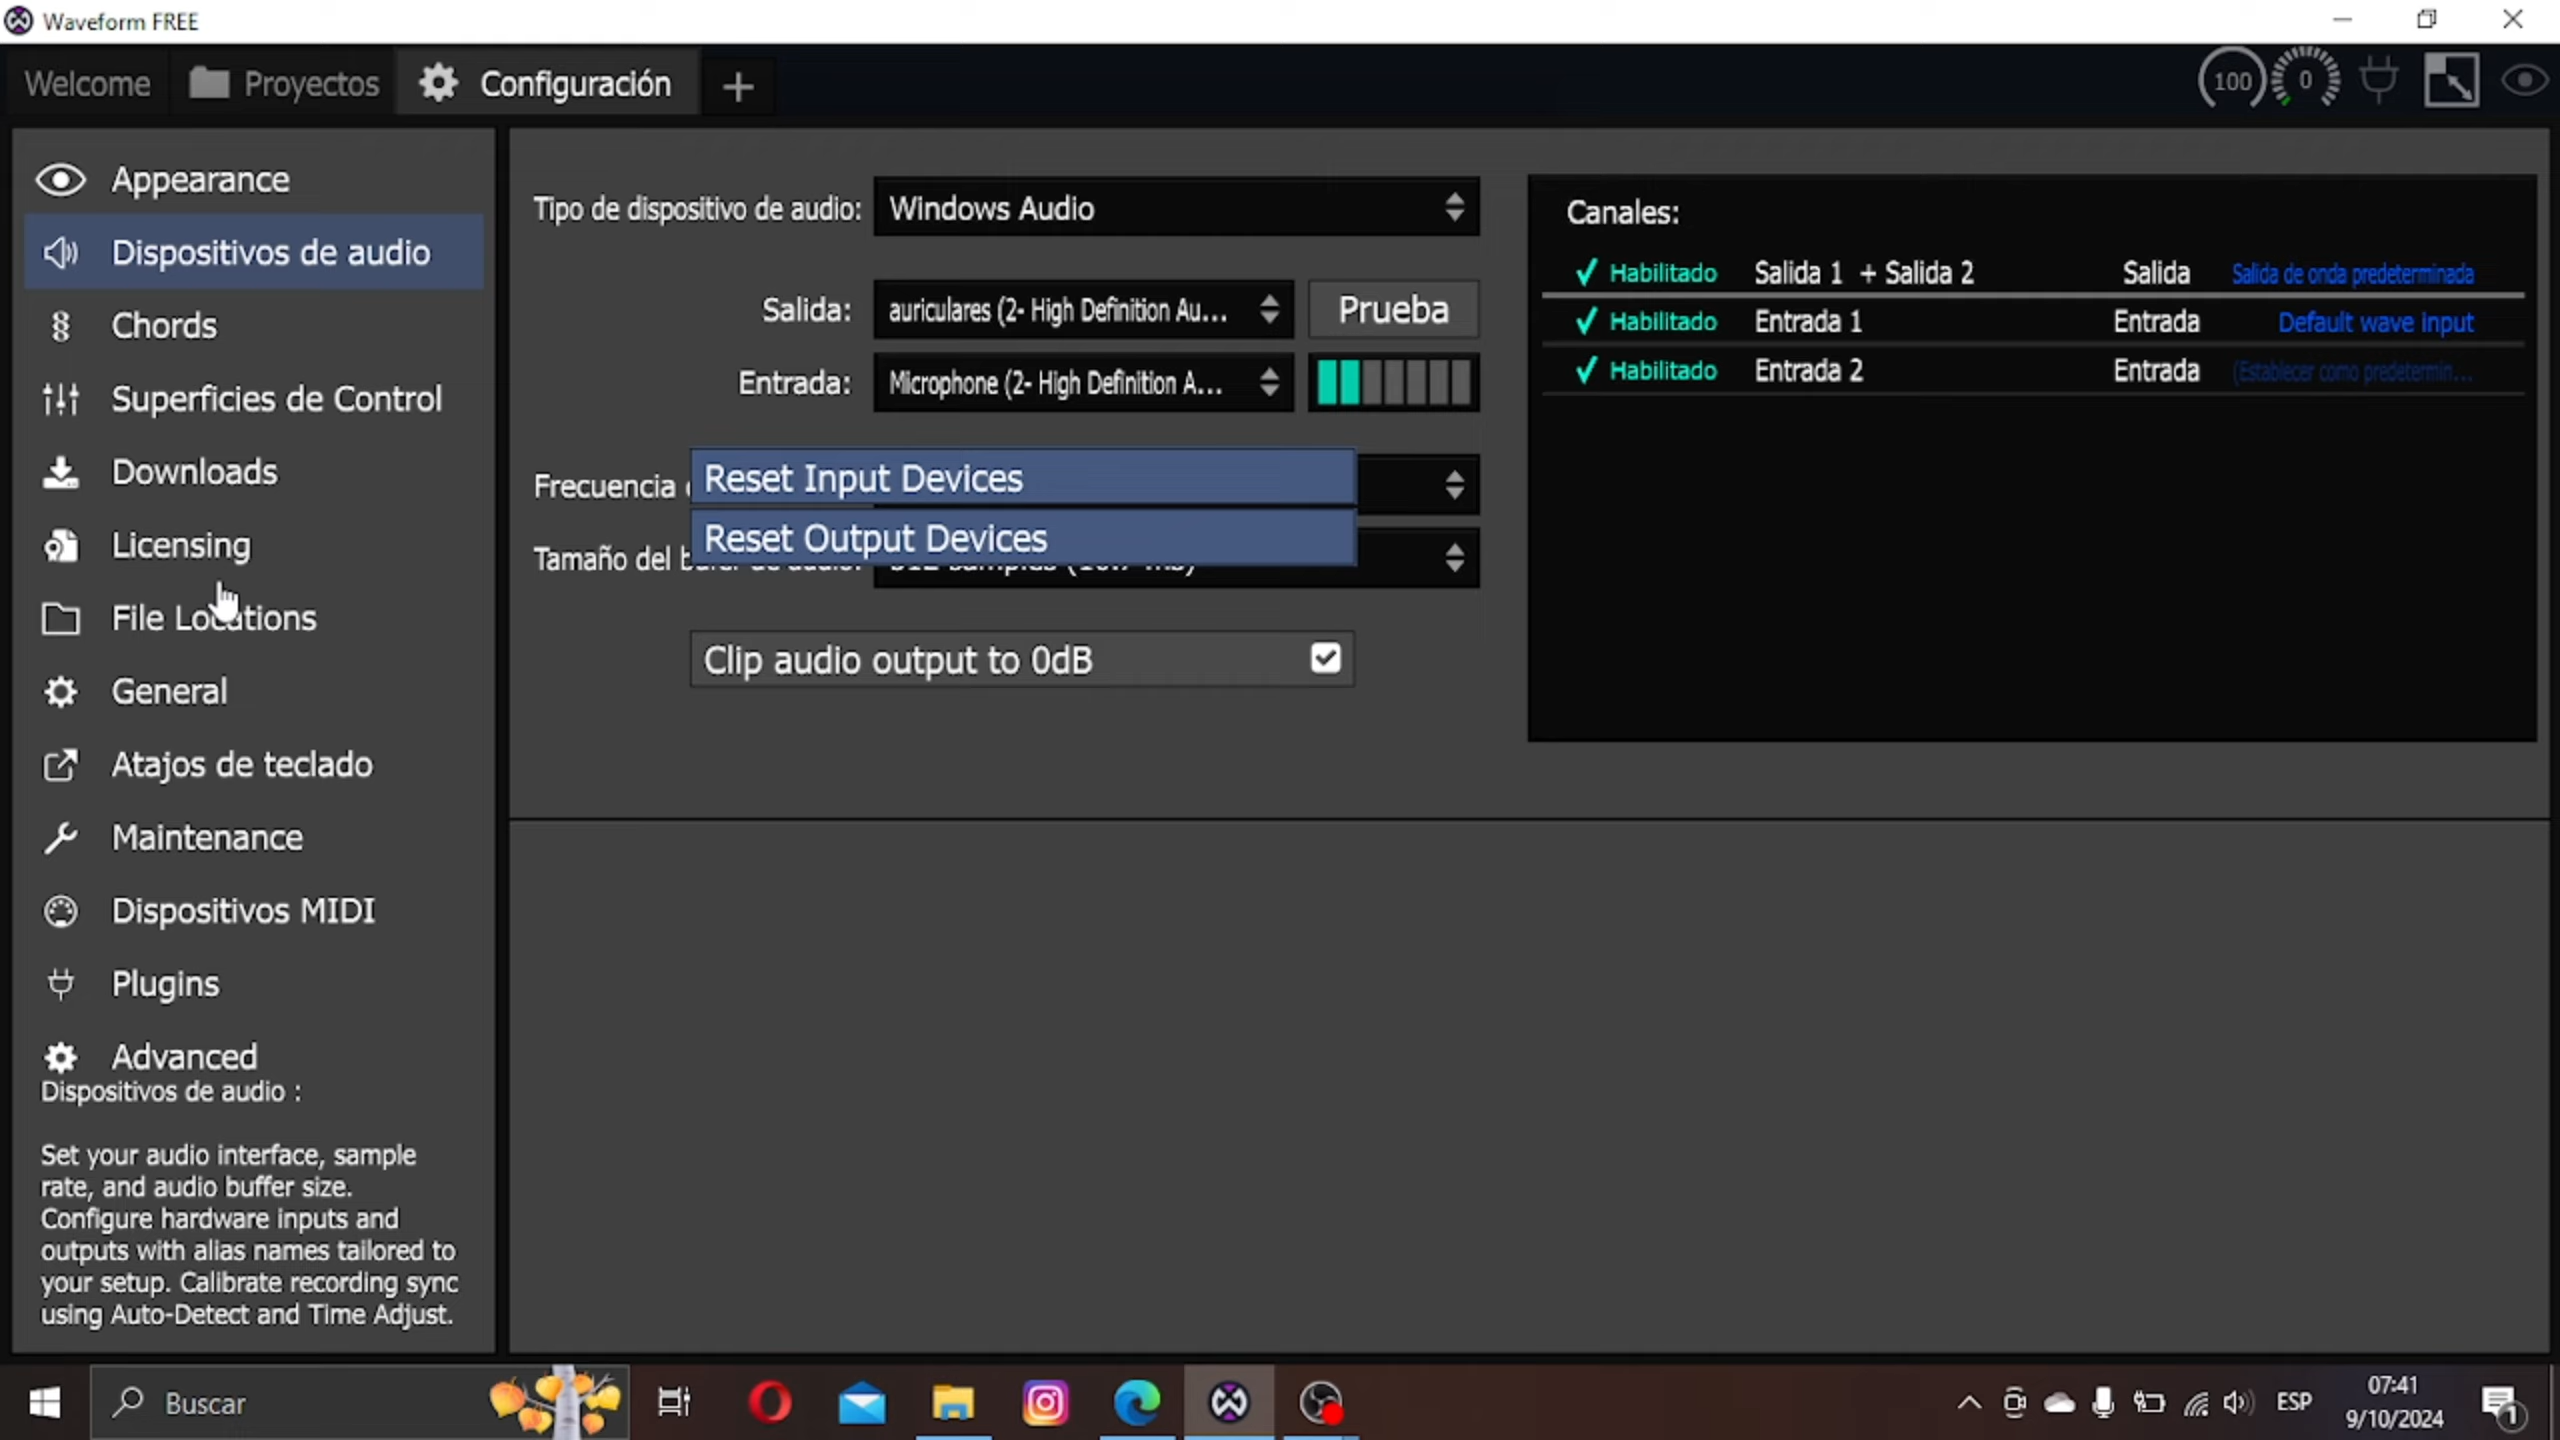 Waveform FREE
Welcome
Proyectos
Configuración
+
100
0
Appearance
Dispositivos de audio
Chords
Superficies de Control
Downloads
Licensing
File Locations
General
Atajos de teclado
Maintenance
Dispositivos MIDI
Plugins
Advanced
Dispositivos de audio :
Set your audio interface, sample
rate, and audio buffer size.
Configure hardware inputs and
outputs with alias names tailored to
your setup. Calibrate recording sync
using Auto-Detect and Time Adjust.
Tipo de dispositivo de audio: Windows Audio
Salida: auriculares (2- High Definition Au... Prueba
Entrada: Microphone (2- High Definition A...
Frecuencia
Reset Input Devices
Reset Output Devices
Tamaño del
Clip audio output to 0dB
Canales:
Habilitado Salida 1 + Salida 2 Salida Salida de onda predeterminada
Habilitado Entrada 1 Entrada Default wave input
Habilitado Entrada 2 Entrada (Establecer como predetermin...
Buscar
ESP
07:41
9/10/2024
1